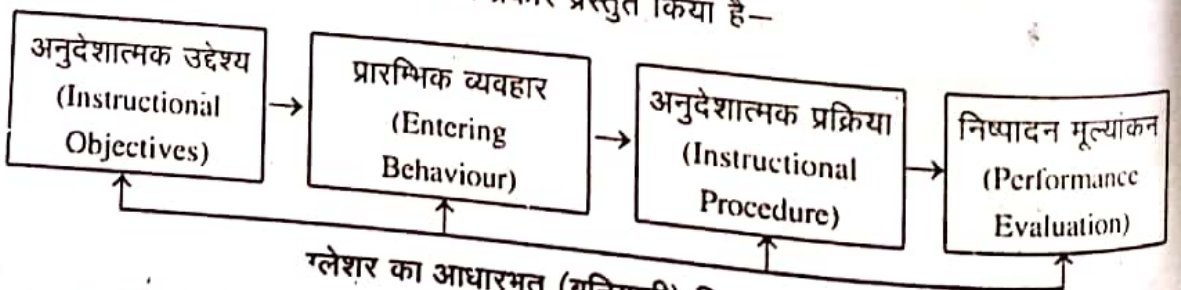 प्रस्तुत किया है–
अनुदेशात्मक उद्देश्य
(Instructional
Objectives)
प्रारम्भिक व्यवहार
(Entering
Behaviour)
अनुदेशात्मक प्रक्रिया
(Instructional
Procedure)
निष्पादन मूल्यांकन
(Performance
Evaluation)
ग्लेशर का आधारभूत